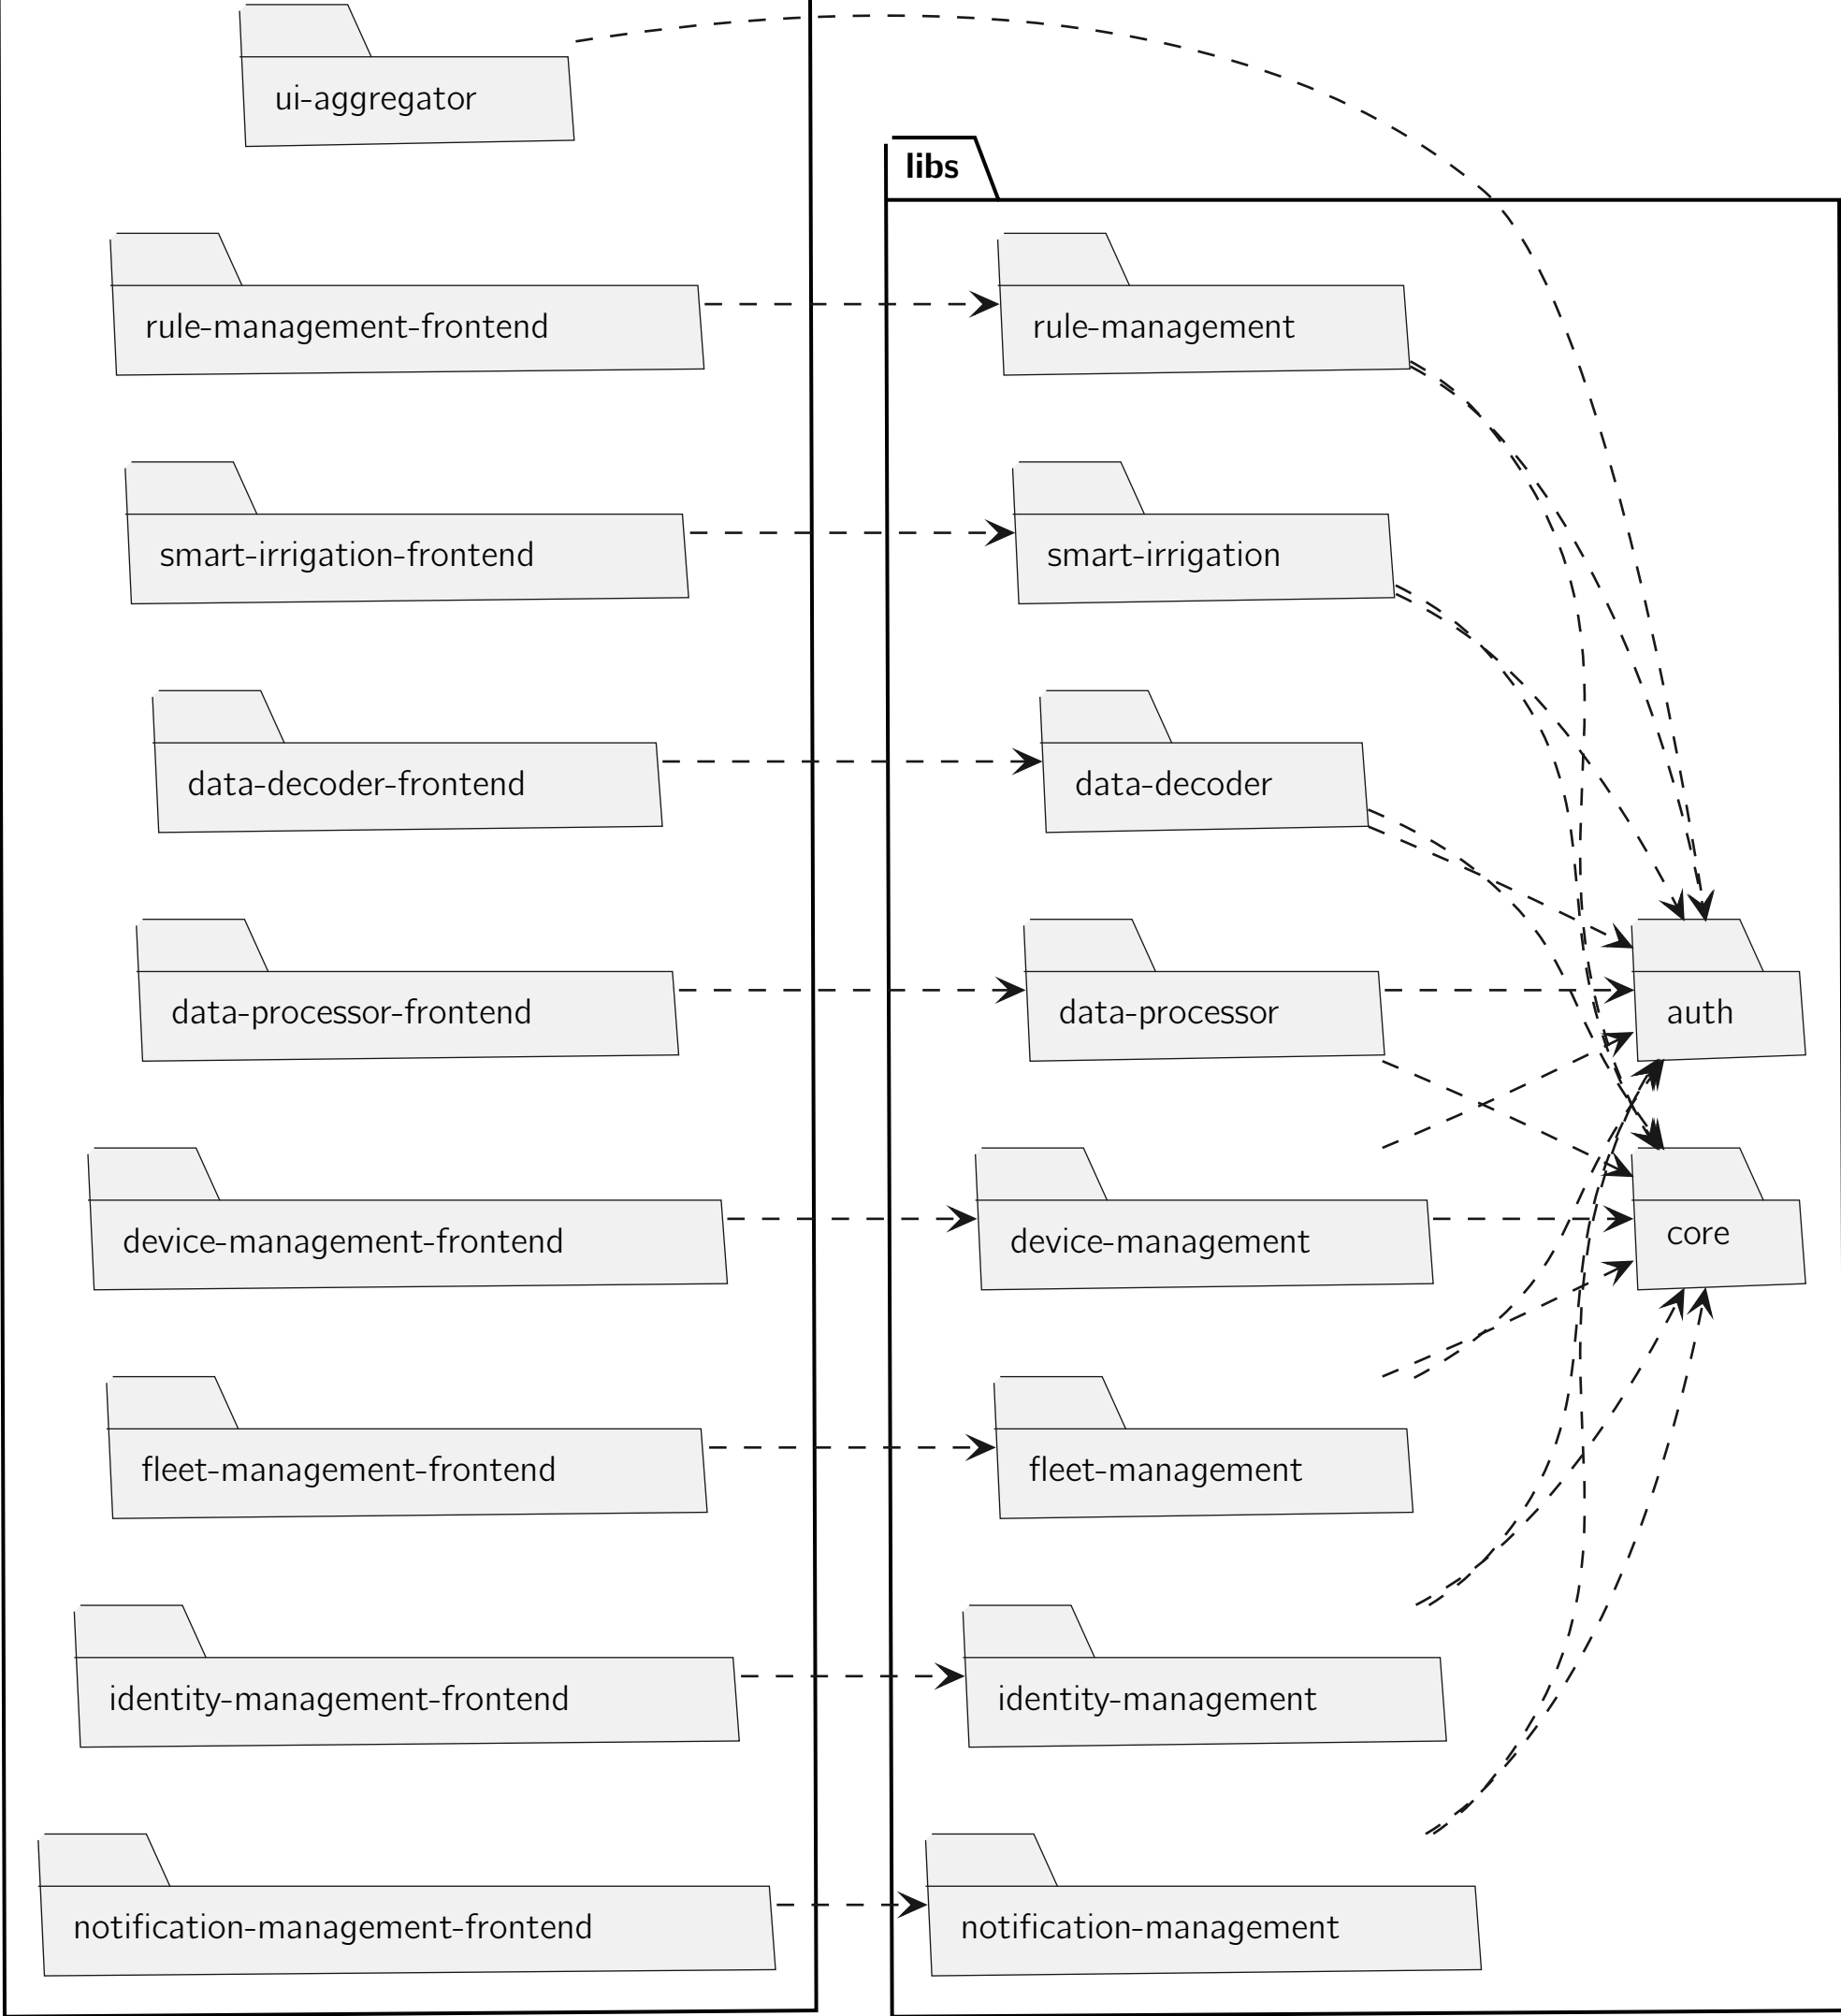 ui-aggregator
libs
rule-management-frontend
rule-management
smart-irrigation-frontend
smart-irrigation
data-decoder-frontend
data-decoder
data-processor-frontend
data-processor
auth
device-management-frontend
device-management
core
fleet-management-frontend
fleet-management
identity-management-frontend
identity-management
notification-management-frontend
notification-management